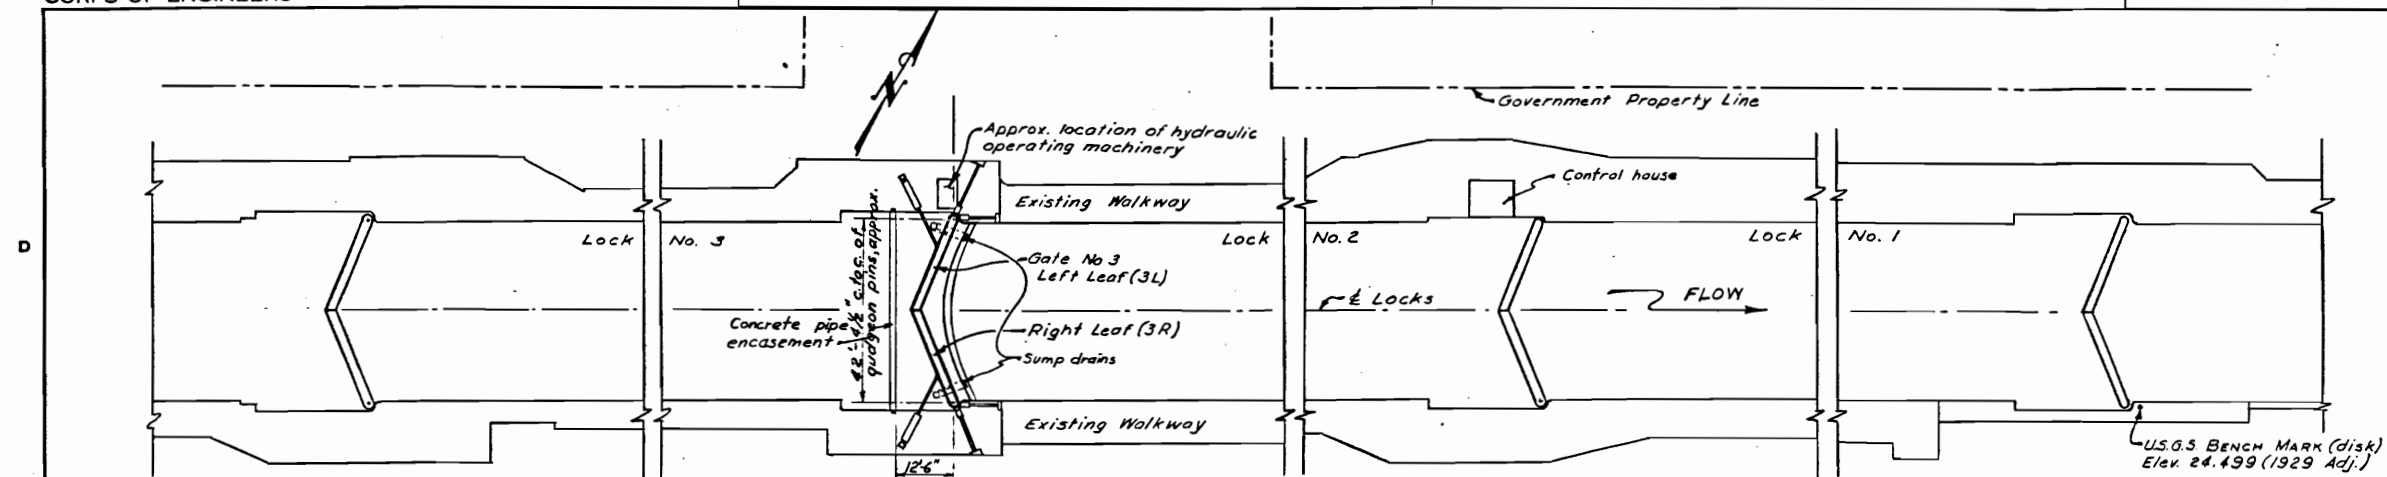 CORPS OF ENGINEERS
N
Government Property Line
Approx. location of hydraulic
operating machinery
Control house
Existing Walkway
D
Lock No. 3
Lock No. 2
Lock No. 1
42'-4½" c.to c. of
gudgeon pins, approx.
Gate No 3
Left Leaf (3L)
℄ Locks
FLOW
Concrete pipe
encasement
Right Leaf (3R)
Sump drains
Existing Walkway
12'-6"
U.S.G.S. BENCH MARK (disk)
Elev. 24.499 (1929 Adj.)